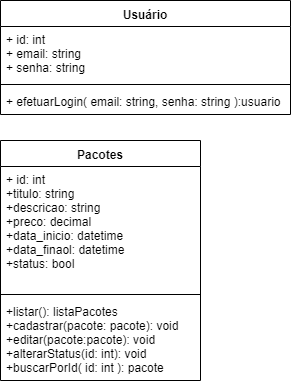 Usuário
+ id: int
+ email: string
+ senha: string
+ efetuarLogin( email: string, senha: string ):usuario
Pacotes
+ id: int
+titulo: string
+descricao: string
+preco: decimal
+data_inicio: datetime
+data_finaol: datetime
+status: bool
+listar(): listaPacotes
+cadastrar(pacote: pacote): void
+editar(pacote:pacote): void
+alterarStatus(id: int): void
+buscarPorId( id: int ): pacote